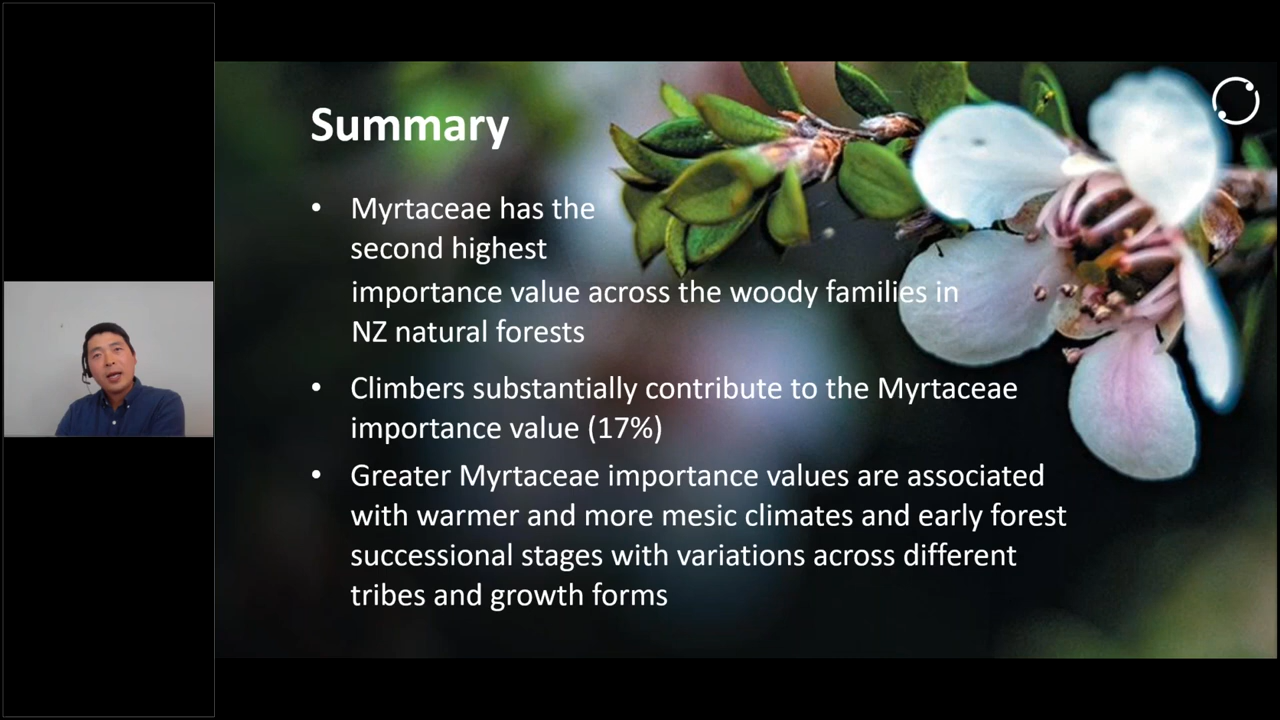 Summary
• Myrtaceae has the
second highest
importance value across the woody families in
NZ natural forests
• Climbers substantially contribute to the Myrtaceae
importance value (17%)
• Greater Myrtaceae importance values are associated
with warmer and more mesic climates and early forest
successional stages with variations across different
tribes and growth forms